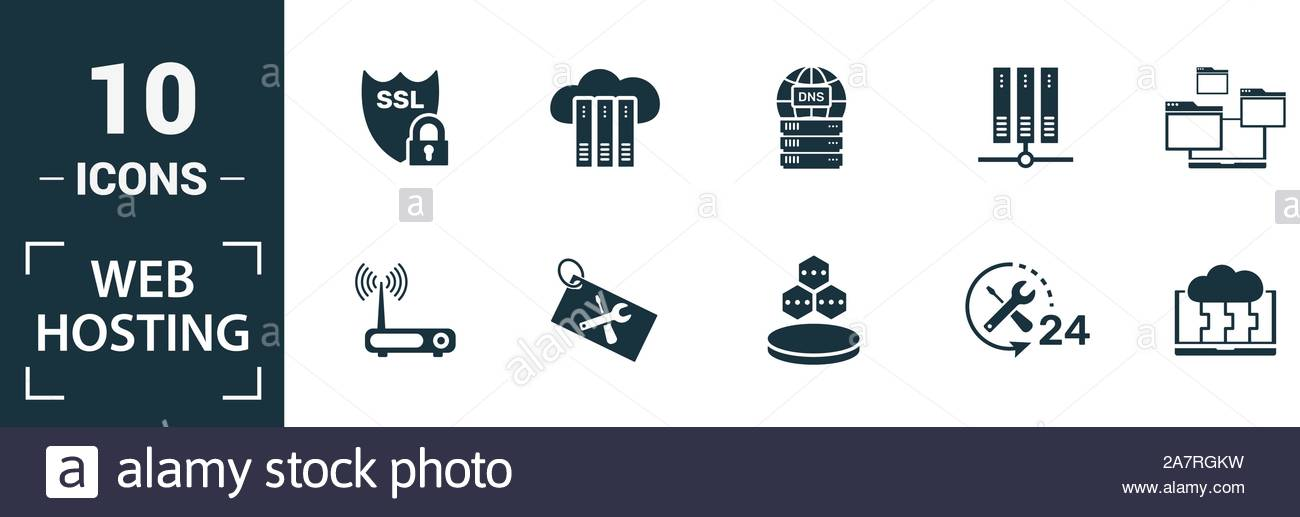 10
ICONS
WEB
HOSTING
SSL
DNS
24
a alamy stock photo
2A7RGKW
www.alamy.com